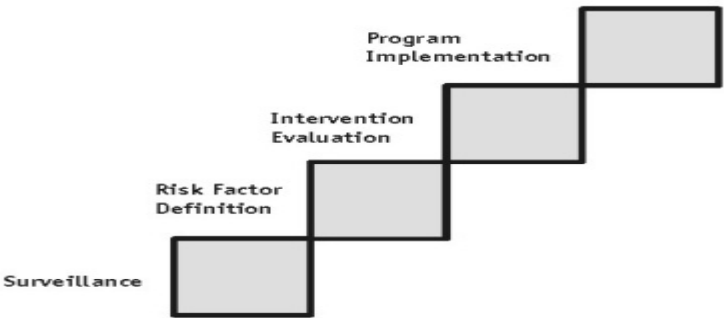 Program
Implementation
Intervention
Evaluation
Risk Factor
Definition
Surveillance